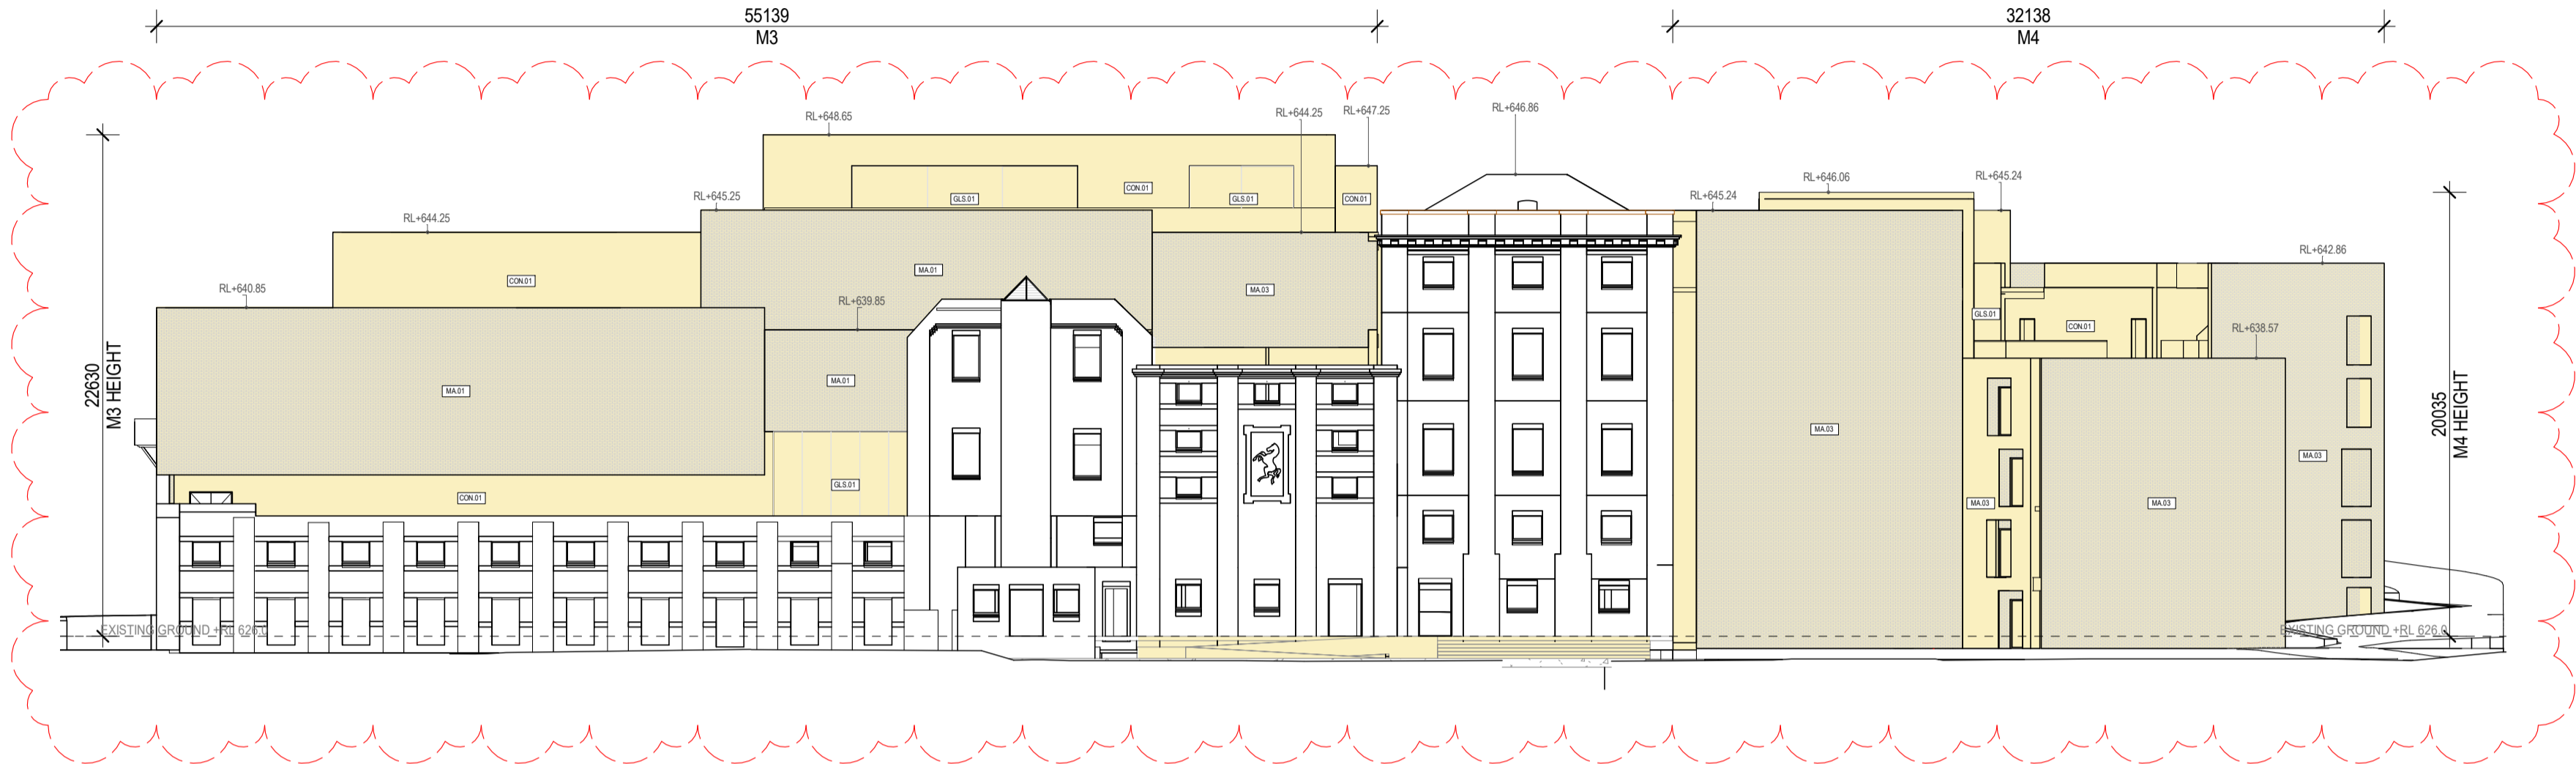 55139
M3
32138
M4
RL+648.65
RL+644.25
RL+647.25
RL+646.86
RL+645.25
RL+644.25
RL+640.85
RL+639.85
RL+645.24
RL+646.06
RL+645.24
RL+642.86
RL+638.57
GLS.01
CON.01
GLS.01
CON.01
CON.01
MA.01
MA.03
MA.01
MA.01
GLS.01
CON.01
GLS.01
CON.01
MA.03
MA.03
MA.03
MA.03
22630
M3 HEIGHT
20035
M4 HEIGHT
EXISTING GROUND +RL 626.0
EXISTING GROUND +RL 626.0